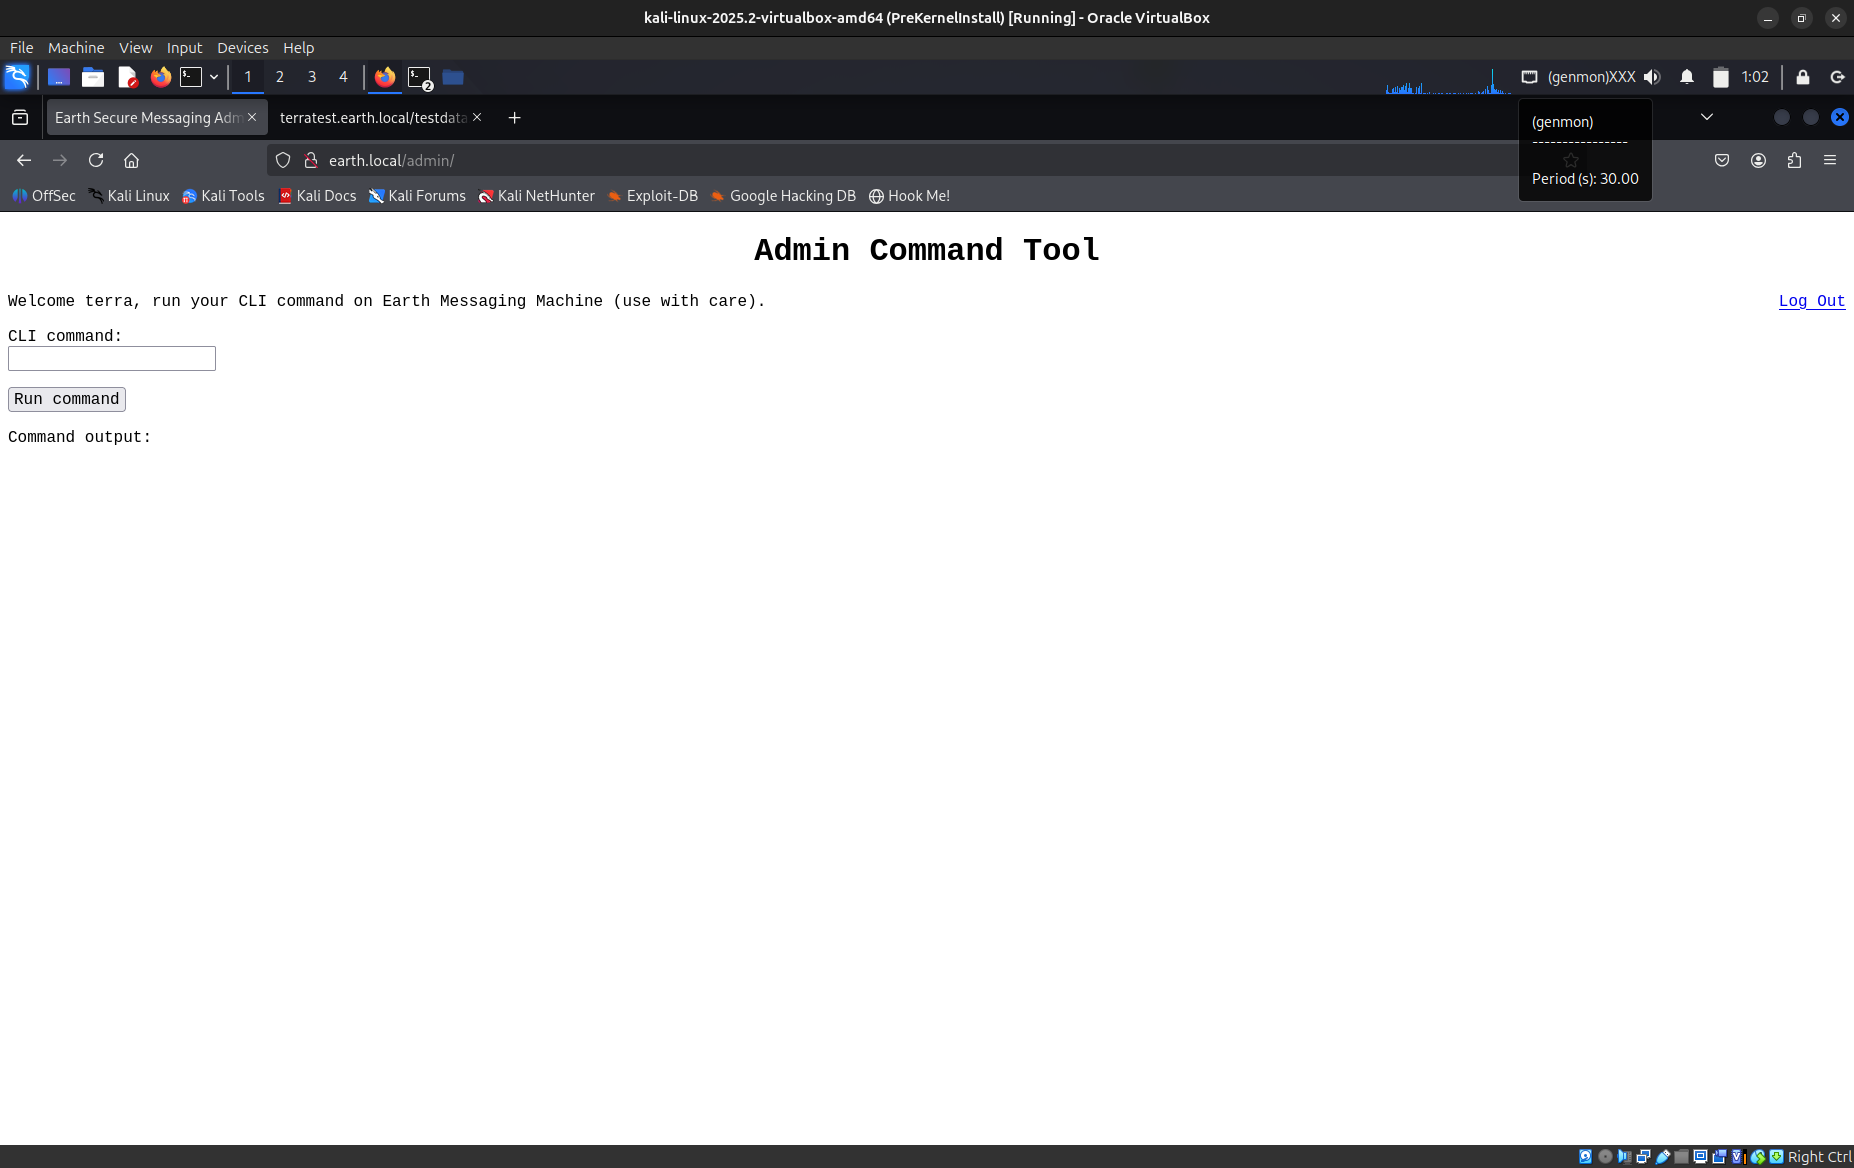 kali-linux-2025.2-virtualbox-amd64 (PreKernelInstall) [Running] - Oracle VirtualBox
File Machine View Input Devices Help
1 2 3 4 2 (genmon)XXX 1:02
Earth Secure Messaging Adm terratest.earth.local/testdata
(genmon)
----------------
Period (s): 30.00
earth.local/admin/
OffSec Kali Linux Kali Tools Kali Docs Kali Forums Kali NetHunter Exploit-DB Google Hacking DB Hook Me!
Admin Command Tool
Welcome terra, run your CLI command on Earth Messaging Machine (use with care). Log Out
CLI command:
Run command
Command output:
Right Ctrl